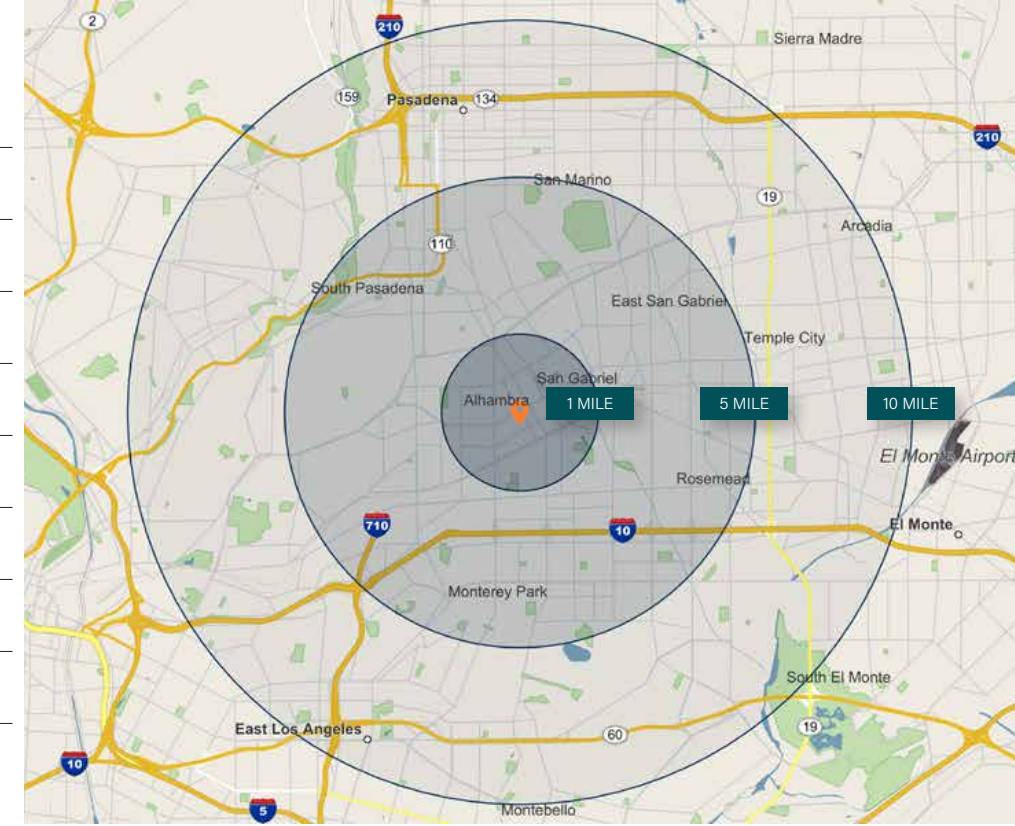 2
210
Sierra Madre
159
Pasadena
134
210
San Marino
19
Arcadia
110
South Pasadena
East San Gabriel
Temple City
San Gabriel
Alhambra
1 MILE
5 MILE
10 MILE
El Monte Airport
Rosemead
710
10
El Monte
Monterey Park
South El Monte
East Los Angeles
60
19
10
5
Montebello